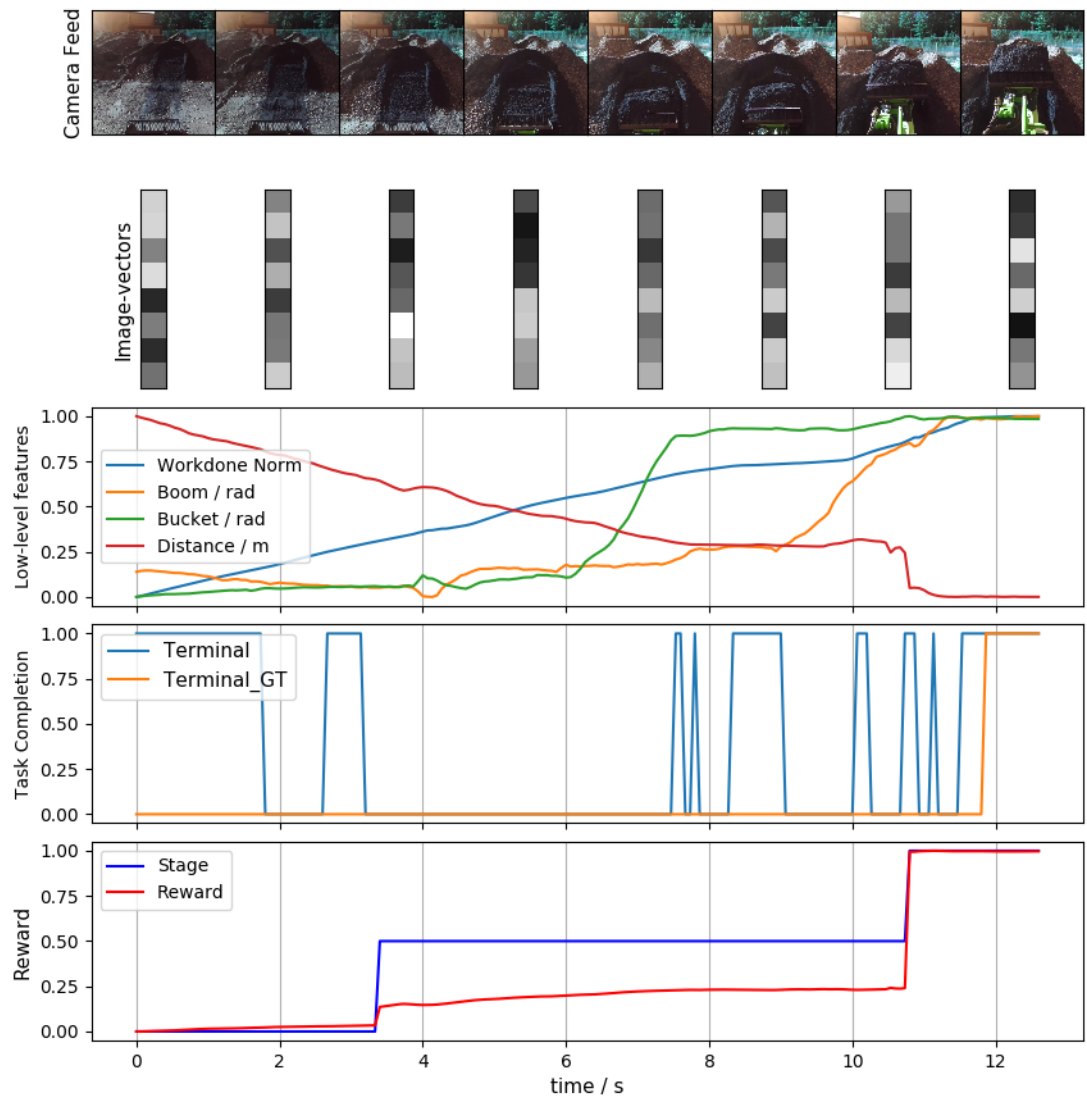 Camera Feed
Image-vectors
Low-level features
1.00
0.75
0.50
0.25
0.00
Workdone Norm
Boom / rad
Bucket / rad
Distance / m
Task Completion
1.00
0.75
0.50
0.25
0.00
Terminal
Terminal_GT
Reward
1.00
0.75
0.50
0.25
0.00
Stage
Reward
0 2 4 6 8 10 12
time / s